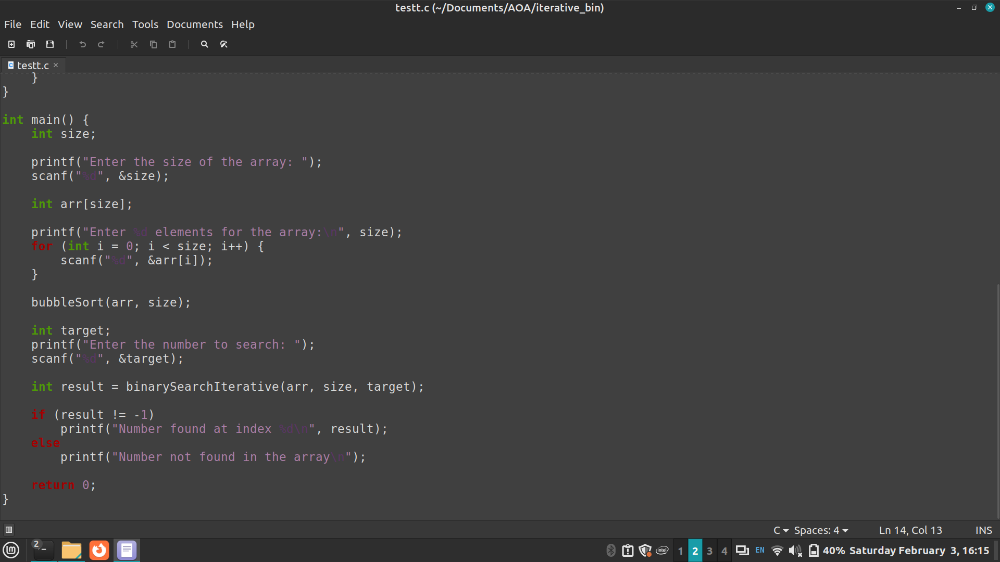 testt.c (~/Documents/AOA/iterative_bin)
File Edit View Search Tools Documents Help
testt.c
    }
}

int main() {
    int size;

    printf("Enter the size of the array: ");
    scanf("%d", &size);

    int arr[size];

    printf("Enter %d elements for the array:\n", size);
    for (int i = 0; i < size; i++) {
        scanf("%d", &arr[i]);
    }

    bubbleSort(arr, size);

    int target;
    printf("Enter the number to search: ");
    scanf("%d", &target);

    int result = binarySearchIterative(arr, size, target);

    if (result != -1)
        printf("Number found at index %d\n", result);
    else
        printf("Number not found in the array\n");

    return 0;
}
C Spaces: 4 Ln 14, Col 13 INS
2 intel 1 2 3 4 EN 40% Saturday February 3, 16:15